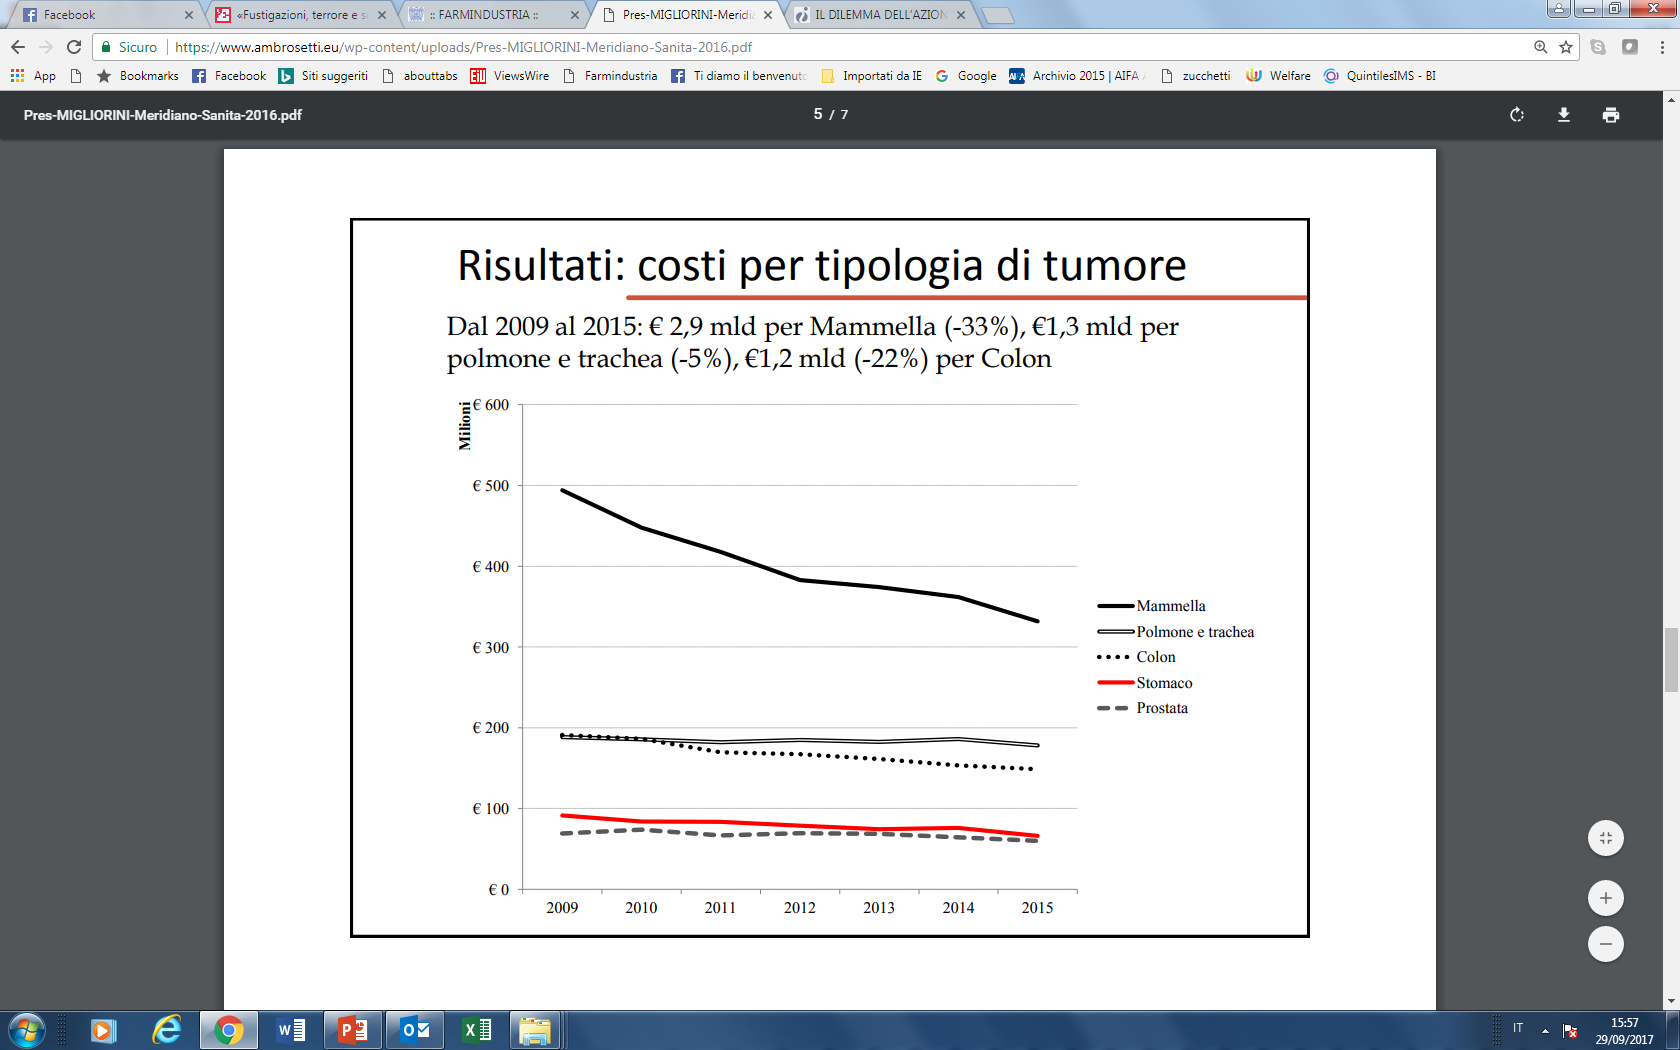 Facebook
«Fustigazioni, terrore e s
:: FARMINDUSTRIA ::
Pres-MIGLIORINI-Meridia
IL DILEMMA DELL'AZION
Sicuro
https://www.ambrosetti.eu/wp-content/uploads/Pres-MIGLIORINI-Meridiano-Sanita-2016.pdf
App
Bookmarks
Facebook
Siti suggeriti
abouttabs
ViewsWire
Farmindustria
Ti diamo il benvenuto
Importati da IE
Google
Archivio 2015 | AIFA
zucchetti
Welfare
QuintilesIMS - BI
Pres-MIGLIORINI-Meridiano-Sanita-2016.pdf
5 / 7
Risultati: costi per tipologia di tumore
Dal 2009 al 2015: € 2,9 mld per Mammella (-33%), €1,3 mld per
polmone e trachea (-5%), €1,2 mld (-22%) per Colon
Milioni
€ 600
€ 500
€ 400
€ 300
€ 200
€ 100
€ 0
2009 2010 2011 2012 2013 2014 2015
Mammella
Polmone e trachea
Colon
Stomaco
Prostata
IT
15:57
29/09/2017